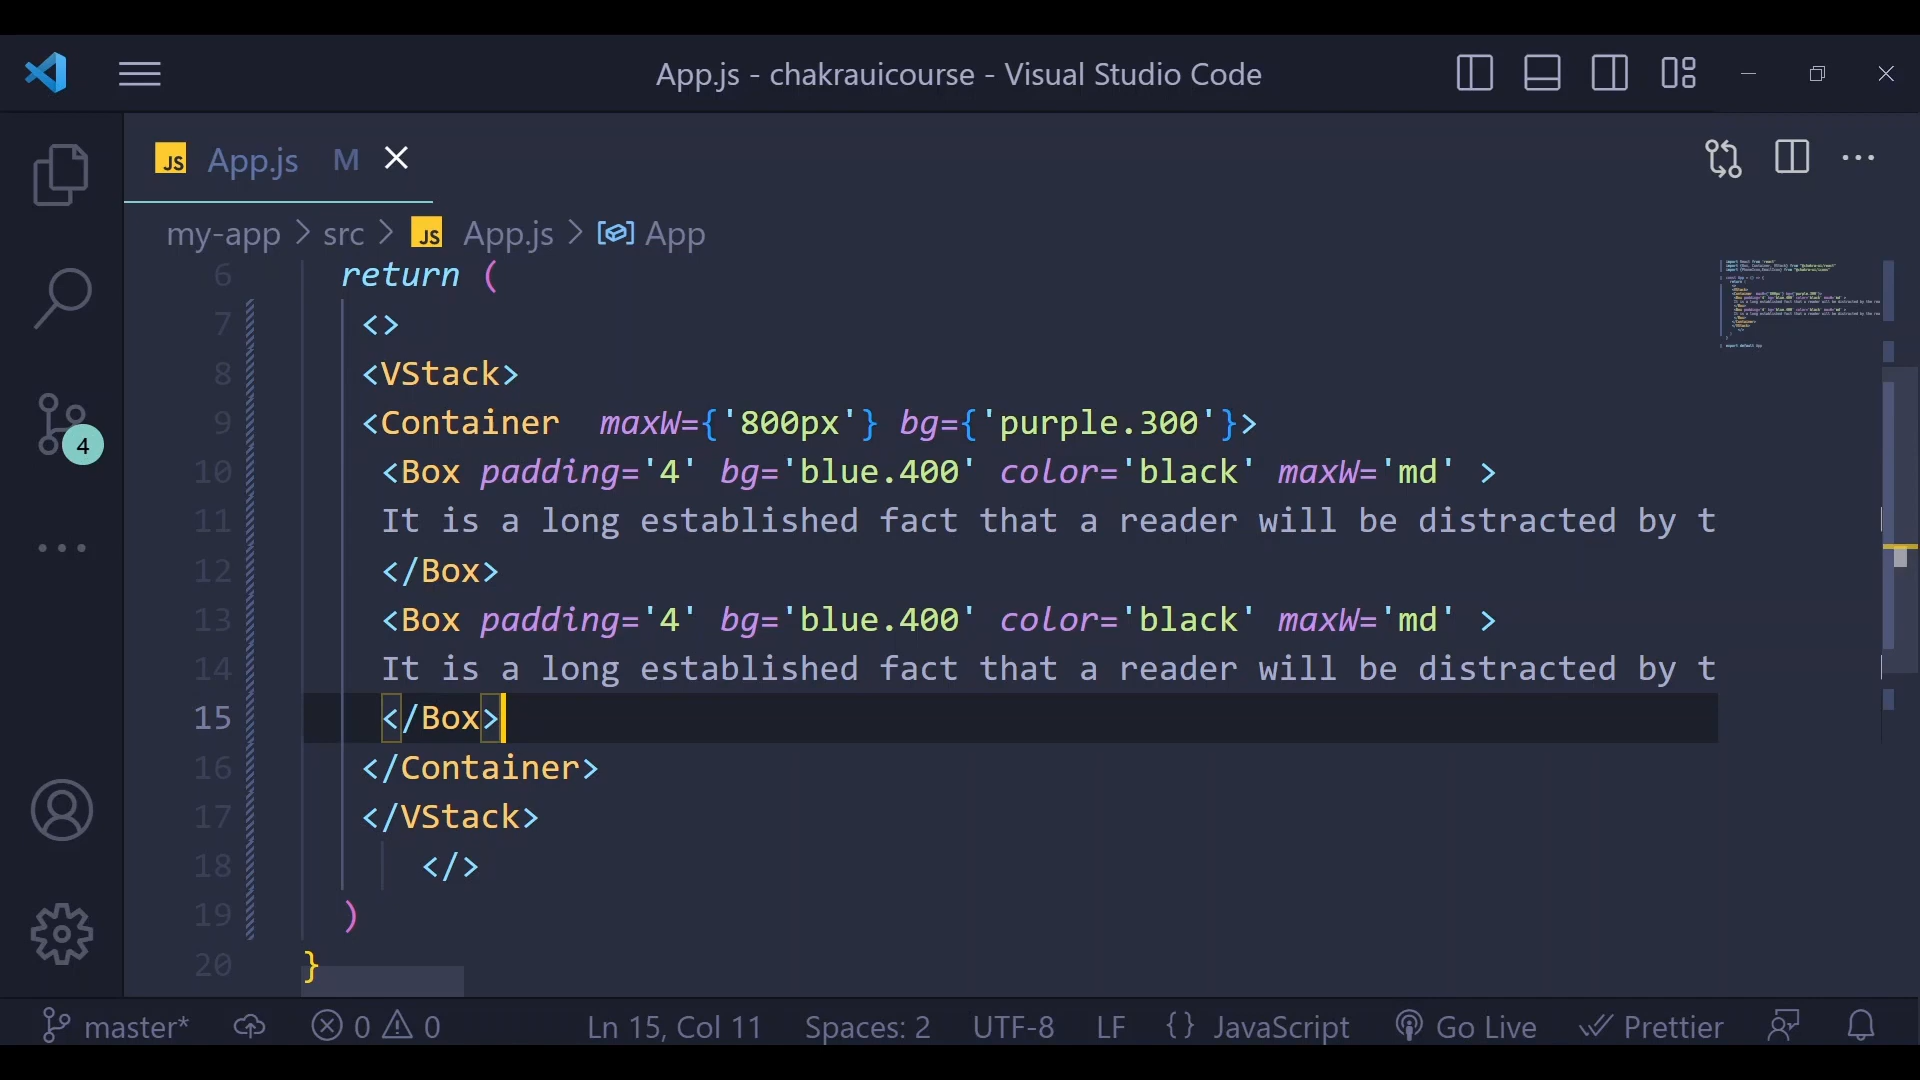 App.js - chakrauicourse - Visual Studio Code
JS App.js M
my-app > src > JS App.js > App
6 return (
7 <>
8 <VStack>
9 <Container  maxW={'800px'} bg={'purple.300'}>
10 <Box padding='4' bg='blue.400' color='black' maxW='md' >
11 It is a long established fact that a reader will be distracted by t
12 </Box>
13 <Box padding='4' bg='blue.400' color='black' maxW='md' >
14 It is a long established fact that a reader will be distracted by t
15 </Box>
16 </Container>
17 </VStack>
18 </>
19 )
20 }
4
master* 0 0 Ln 15, Col 11 Spaces: 2 UTF-8 LF {} JavaScript Go Live Prettier